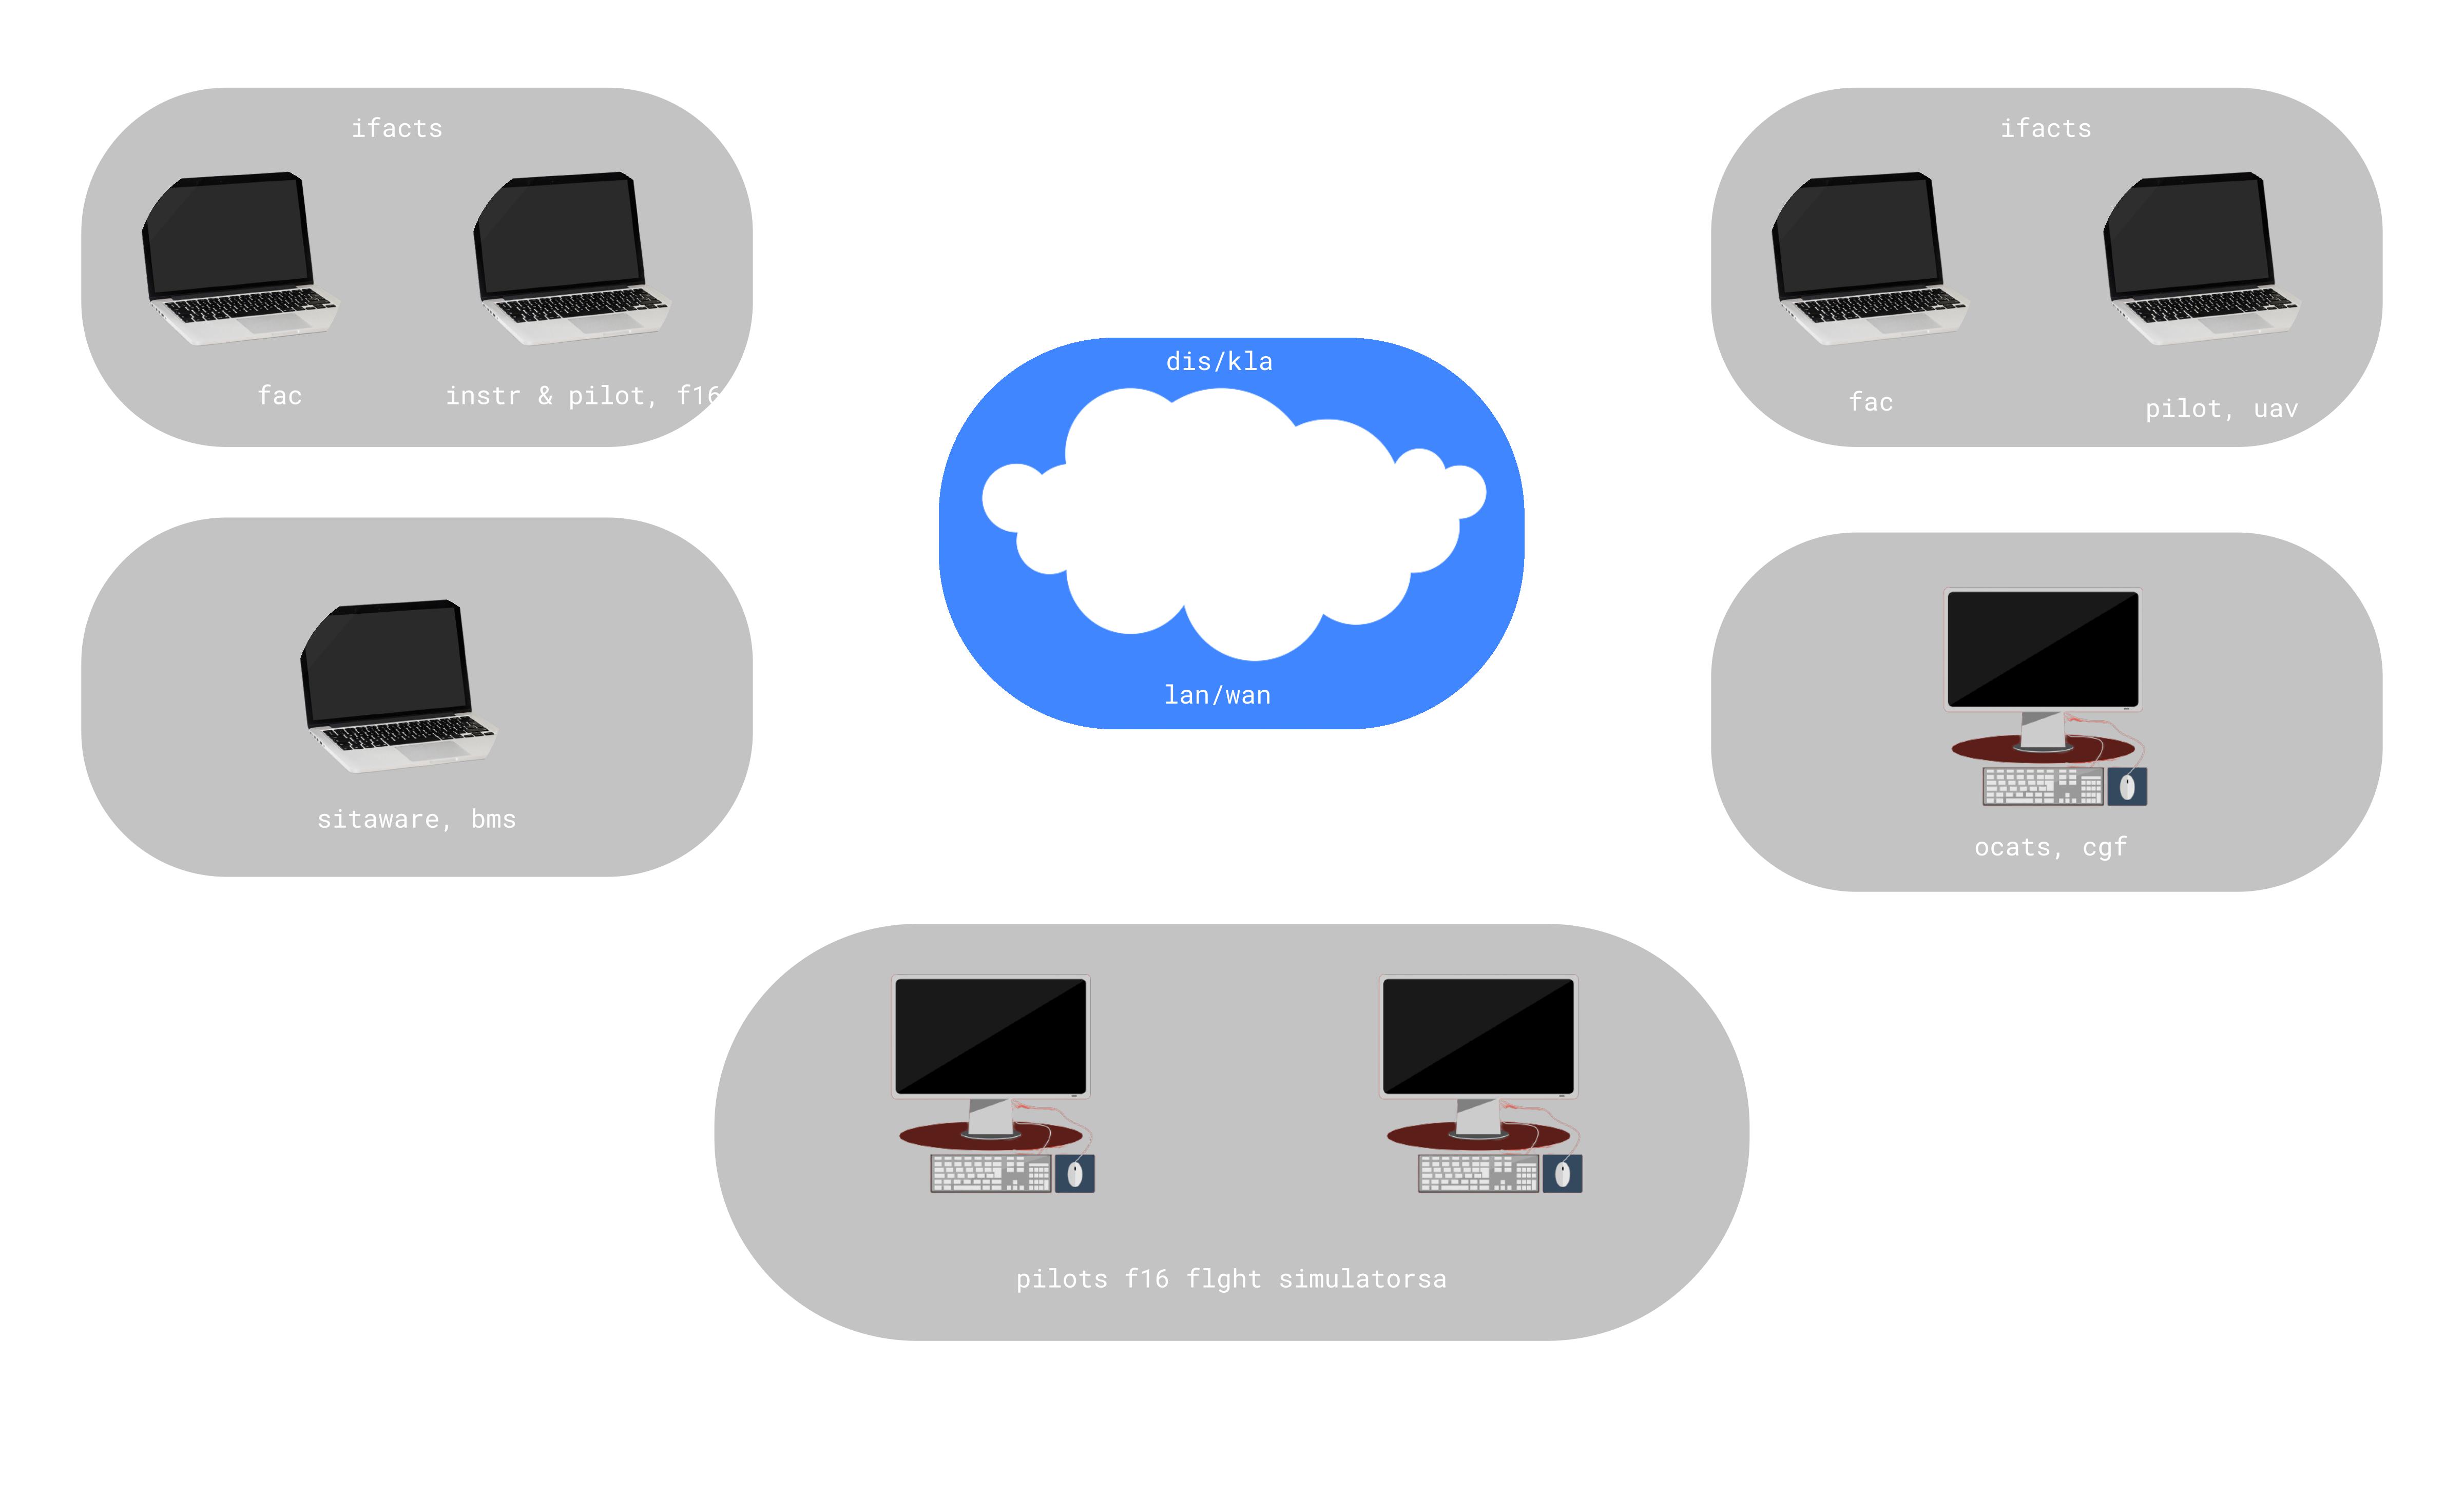 ifacts
fac
instr & pilot, f16
ifacts
fac
pilot, uav
dis/kla
lan/wan
sitaware, bms
ocats, cgf
pilots f16 flght simulatorsa